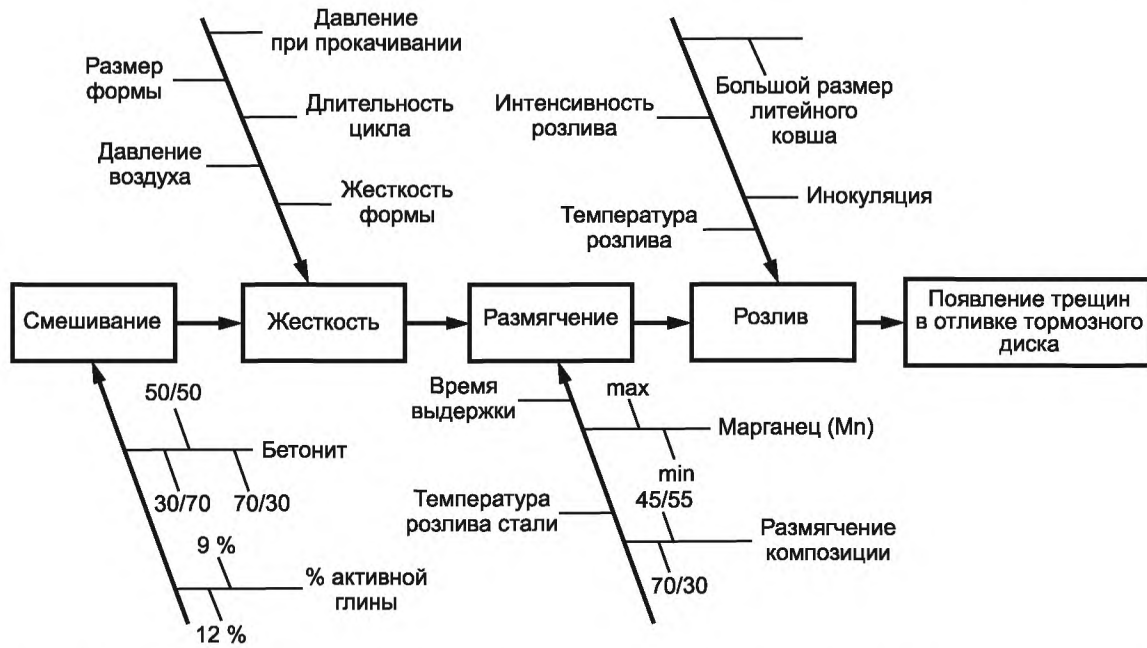 Давление
при прокачивании
Размер
формы
Длительность
цикла
Давление
воздуха
Жесткость
формы
Большой размер
литейного
ковша
Интенсивность
розлива
Инокуляция
Температура
розлива
Смешивание
Жесткость
Размягчение
Розлив
Появление трещин
в отливке тормозного
диска
50/50
Бетонит
30/70
70/30
9 %
% активной
глины
12 %
Время
выдержки
max
Марганец (Mn)
min
Температура
розлива стали
45/55
Размягчение
композиции
70/30